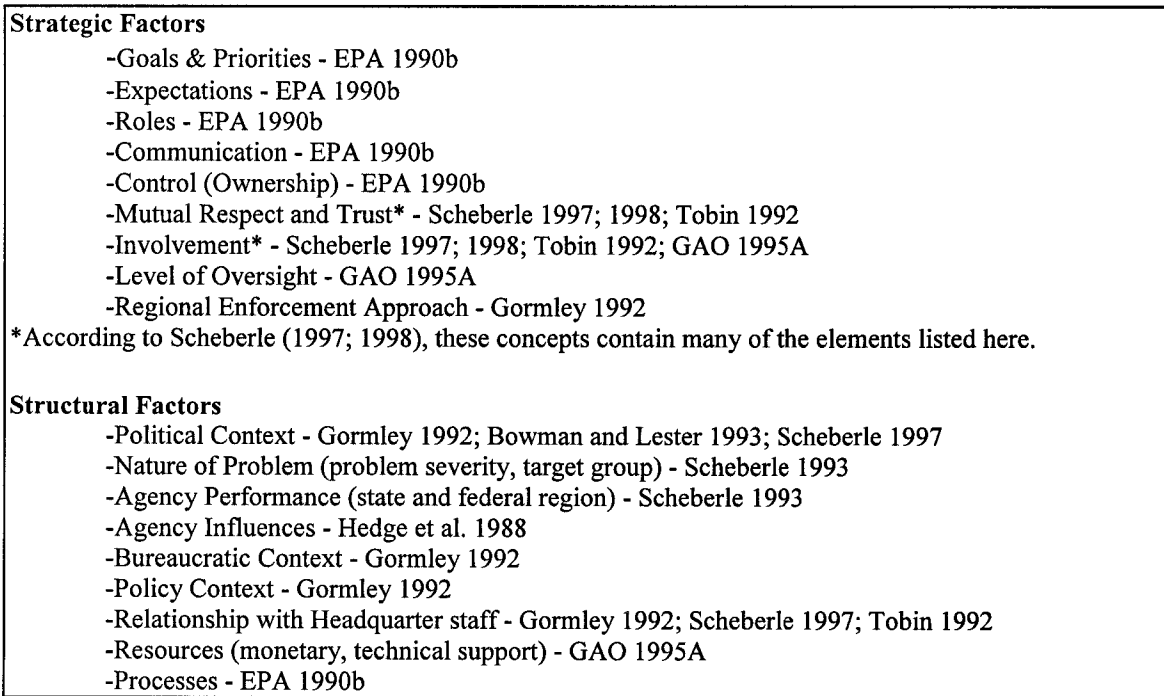 Strategic Factors
-Goals & Priorities - EPA 1990b
-Expectations - EPA 1990b
-Roles - EPA 1990b
-Communication - EPA 1990b
-Control (Ownership) - EPA 1990b
-Mutual Respect and Trust* - Scheberle 1997; 1998; Tobin 1992
-Involvement* - Scheberle 1997; 1998; Tobin 1992; GAO 1995A
-Level of Oversight - GAO 1995A
-Regional Enforcement Approach - Gormley 1992
*According to Scheberle (1997; 1998), these concepts contain many of the elements listed here.
Structural Factors
-Political Context - Gormley 1992; Bowman and Lester 1993; Scheberle 1997
-Nature of Problem (problem severity, target group) - Scheberle 1993
-Agency Performance (state and federal region) - Scheberle 1993
-Agency Influences - Hedge et al. 1988
-Bureaucratic Context - Gormley 1992
-Policy Context - Gormley 1992
-Relationship with Headquarter staff - Gormley 1992; Scheberle 1997; Tobin 1992
-Resources (monetary, technical support) - GAO 1995A
-Processes - EPA 1990b